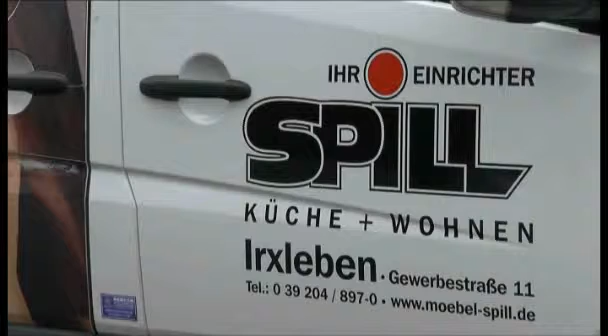 IHR EINRICHTER
SPILL
KÜCHE + WOHNEN
Irxleben · Gewerbestraße 11
Tel.: 0 39 204 / 897-0 • www.moebel-spill.de